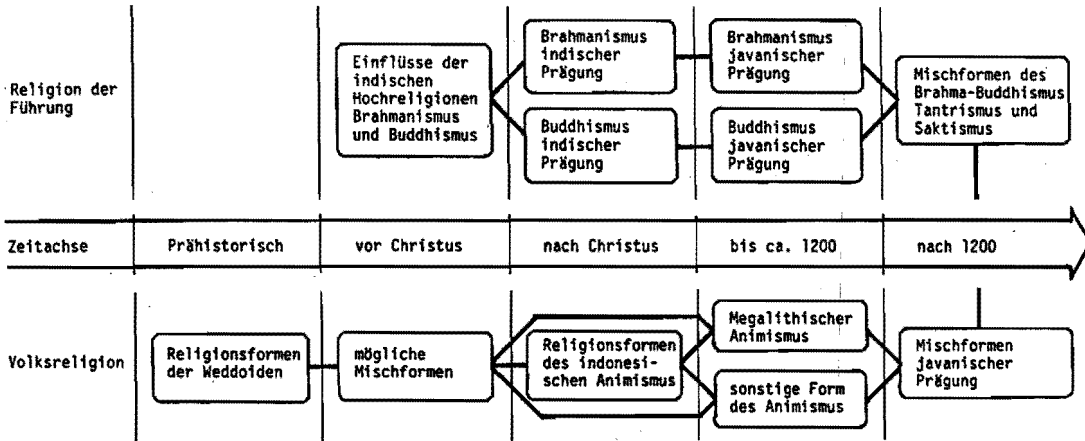 Religion der
Führung
Einflüsse der
indischen
Hochreligionen
Brahmanismus
und Buddhismus
Brahmanismus
indischer
Prägung
Buddhismus
indischer
Prägung
Brahmanismus
javanischer
Prägung
Buddhismus
javanischer
Prägung
Mischformen des
Brahma-Buddhismus
Tantrismus und
Saktismus
Zeitachse
Prähistorisch
vor Christus
nach Christus
bis ca. 1200
nach 1200
Volksreligion
Religionsformen
der Weddoiden
mögliche
Mischformen
Religionsformen
des indonesi-
schen Animismus
Megalithischer
Animismus
sonstige Form
des Animismus
Mischformen
javanischer
Prägung